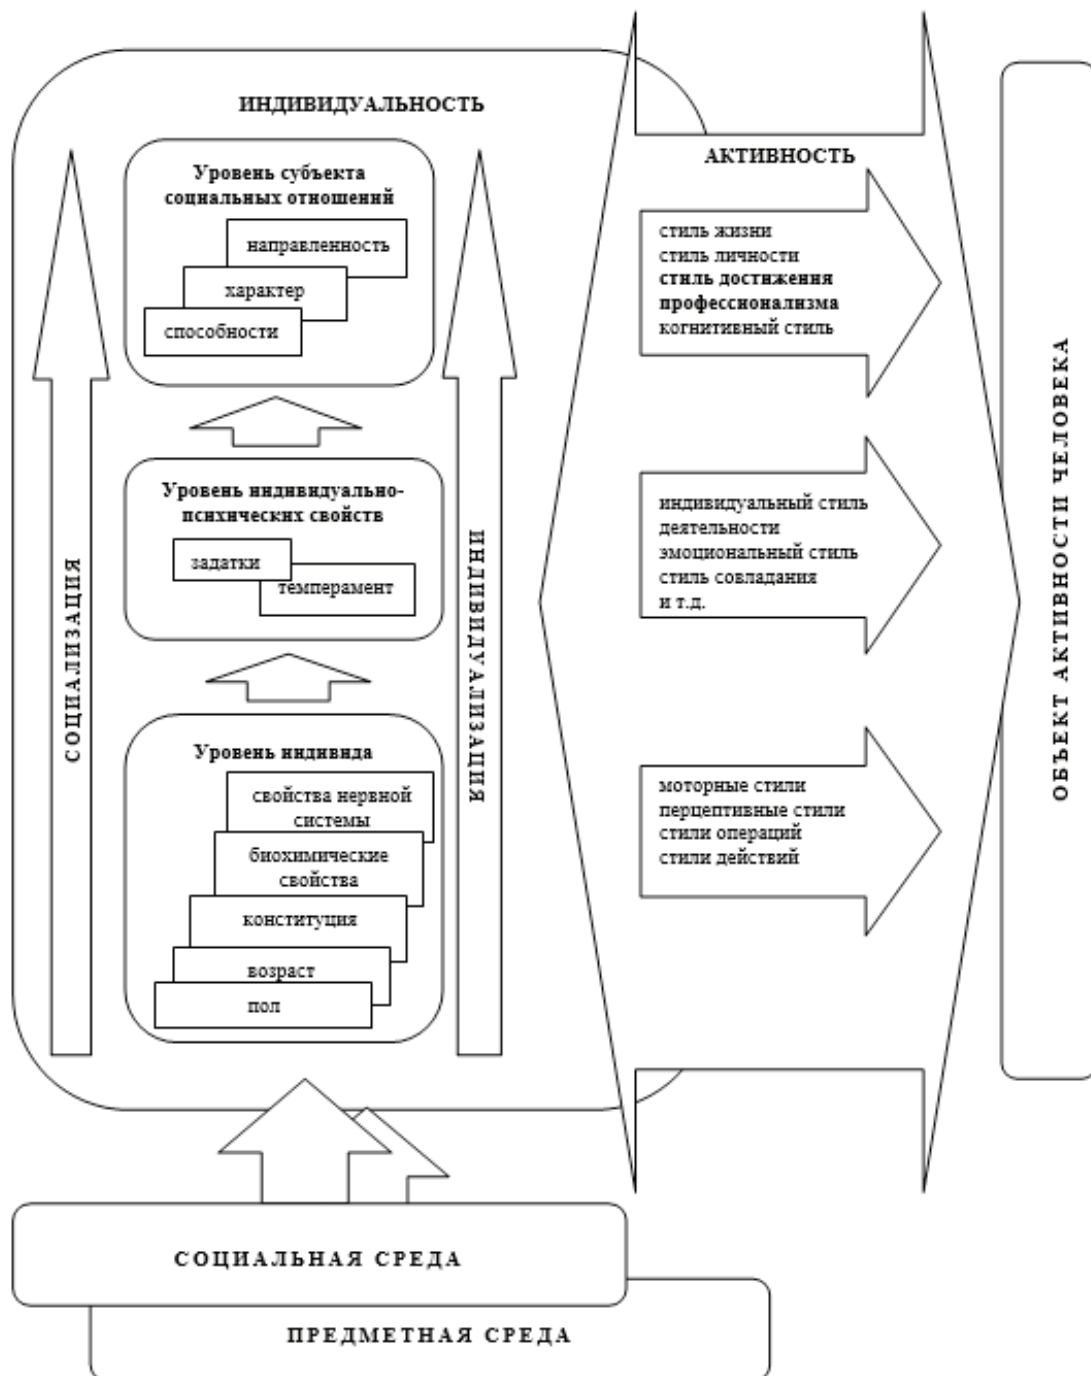 ИНДИВИДУАЛЬНОСТЬ
Уровень субъекта
социальных отношений
направленность
характер
способности
Уровень индивидуально-
психических свойств
задатки
темперамент
Уровень индивида
свойства нервной
системы
биохимические
свойства
конституция
возраст
пол
СОЦИАЛИЗАЦИЯ
ИНДИВИДУАЛИЗАЦИЯ
АКТИВНОСТЬ
стиль жизни
стиль личности
стиль достижения
профессионализма
когнитивный стиль
индивидуальный стиль
деятельности
эмоциональный стиль
стиль совладания
и т.д.
моторные стили
перцептивные стили
стили операций
стили действий
ОБЪЕКТ АКТИВНОСТИ ЧЕЛОВЕКА
СОЦИАЛЬНАЯ СРЕДА
ПРЕДМЕТНАЯ СРЕДА